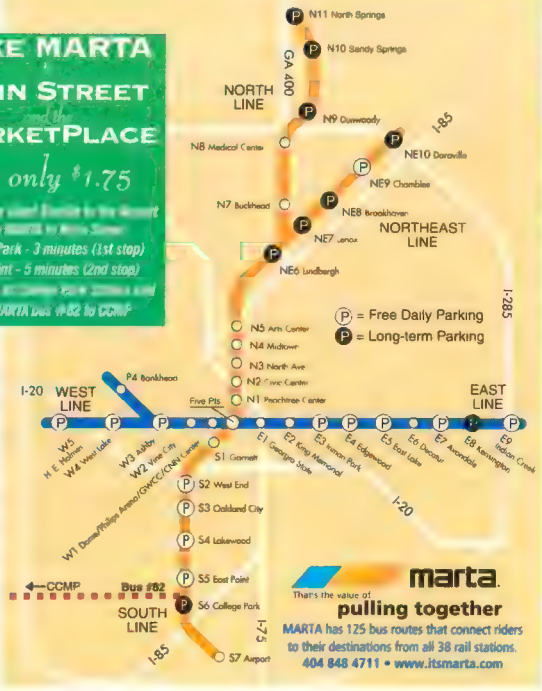 KE MARTA
IN STREET
and the
RKETPLACE
only $1.75
Park - 3 minutes (1st stop)
int - 5 minutes (2nd stop)
MARTA bus #82 to CCMP
N11 North Springs
N10 Sandy Springs
GA 400
NORTH
LINE
N9 Dunwoody
I-85
N8 Medical Center
NE10 Doraville
NE9 Chamblee
N7 Buckhead
NE8 Brookhaven
NE7 Lenox
NORTHEAST
LINE
NE6 Lindbergh
I-285
P = Free Daily Parking
P = Long-term Parking
N5 Arts Center
N4 Midtown
N3 North Ave
N2 Civic Center
N1 Peachtree Center
P4 Bankhead
I-20
WEST
LINE
Five Pts
EAST
LINE
W5
H E Holmes
W4 West Lake
W3 Ashby
W2 Vine City
W1 Dome/Philips Arena/GWCC/CNN Center
S1 Garnett
E1 Georgia State
E2 King Memorial
E3 Inman Park
E4 Edgewood
E5 East Lake
E6 Decatur
E7 Avondale
E8 Kensington
E9
Indian Creek
I-20
S2 West End
S3 Oakland City
S4 Lakewood
S5 East Point
CCMP
Bus #82
S6 College Park
SOUTH
LINE
I-75
I-85
S7 Airport
marta
That's the value of
pulling together
MARTA has 125 bus routes that connect riders
to their destinations from all 38 rail stations.
404 848 4711 • www.itsmarta.com